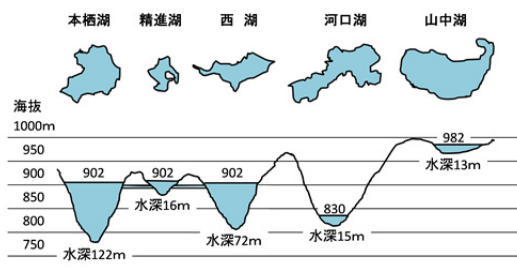 本栖湖 精進湖 西 湖 河口湖 山中湖
海抜
1000m
982
950
水深13m
900
902 902 902
850
水深16m
830
800
水深72m 水深15m
750
水深122m